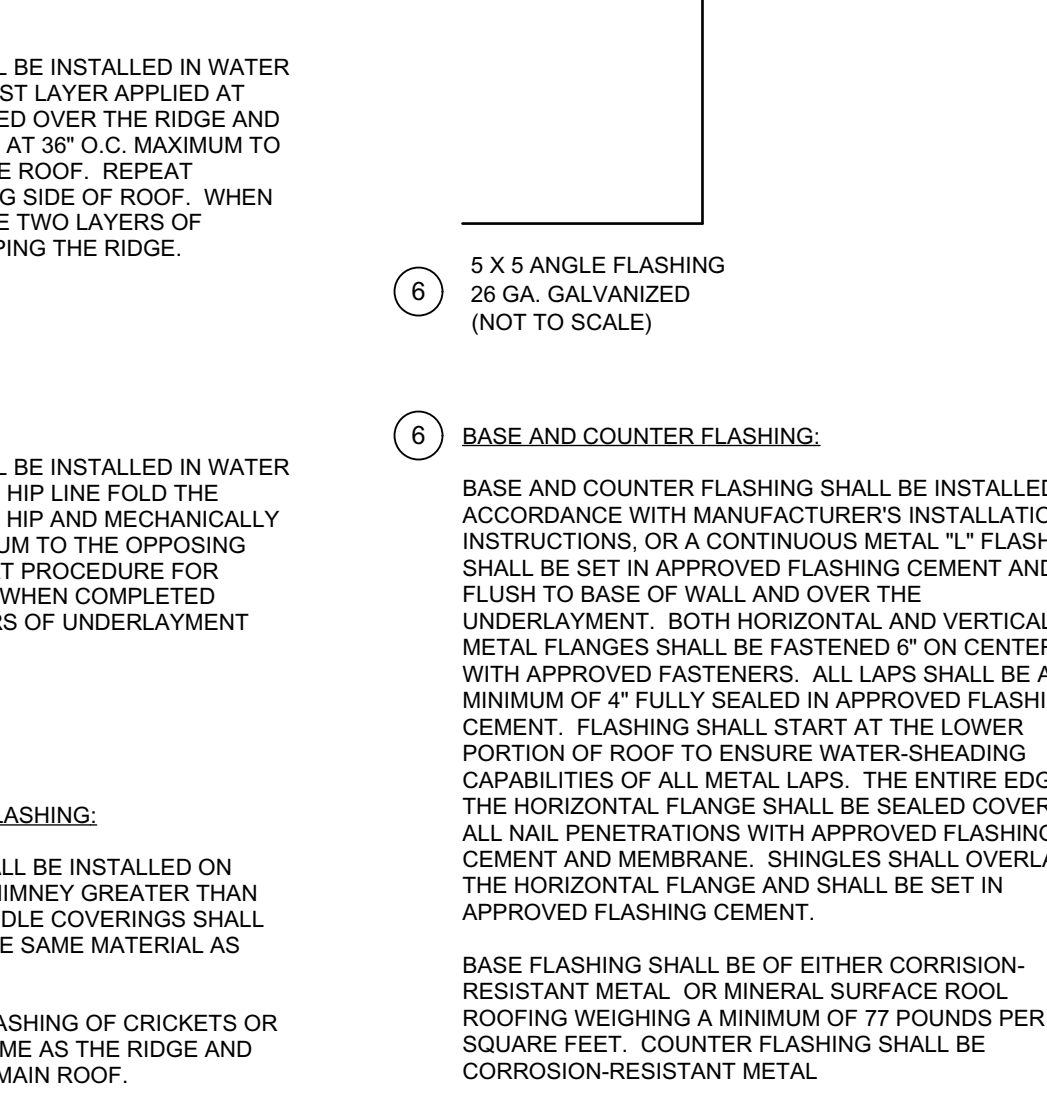 L BE INSTALLED IN WATER
ST LAYER APPLIED AT
ED OVER THE RIDGE AND
AT 36" O.C. MAXIMUM TO
E ROOF. REPEAT
G SIDE OF ROOF. WHEN
E TWO LAYERS OF
PING THE RIDGE.
L BE INSTALLED IN WATER
HIP LINE FOLD THE
HIP AND MECHANICALLY
UM TO THE OPPOSING
T PROCEDURE FOR
WHEN COMPLETED
RS OF UNDERLAYMENT
LASHING:
ALL BE INSTALLED ON
HIMNEY GREATER THAN
DLE COVERINGS SHALL
E SAME MATERIAL AS
ASHING OF CRICKETS OR
ME AS THE RIDGE AND
MAIN ROOF.
5 X 5 ANGLE FLASHING
6 26 GA. GALVANIZED
(NOT TO SCALE)
6 BASE AND COUNTER FLASHING:
BASE AND COUNTER FLASHING SHALL BE INSTALLED
ACCORDANCE WITH MANUFACTURER'S INSTALLATIO
INSTRUCTIONS, OR A CONTINUOUS METAL "L" FLASH
SHALL BE SET IN APPROVED FLASHING CEMENT AND
FLUSH TO BASE OF WALL AND OVER THE
UNDERLAYMENT. BOTH HORIZONTAL AND VERTICAL
METAL FLANGES SHALL BE FASTENED 6" ON CENTER
WITH APPROVED FASTENERS. ALL LAPS SHALL BE A
MINIMUM OF 4" FULLY SEALED IN APPROVED FLASHI
CEMENT. FLASHING SHALL START AT THE LOWER
PORTION OF ROOF TO ENSURE WATER-SHEADING
CAPABILITIES OF ALL METAL LAPS. THE ENTIRE EDG
THE HORIZONTAL FLANGE SHALL BE SEALED COVER
ALL NAIL PENETRATIONS WITH APPROVED FLASHING
CEMENT AND MEMBRANE. SHINGLES SHALL OVERLA
THE HORIZONTAL FLANGE AND SHALL BE SET IN
APPROVED FLASHING CEMENT.
BASE FLASHING SHALL BE OF EITHER CORRISION-
RESISTANT METAL OR MINERAL SURFACE ROOL
ROOFING WEIGHING A MINIMUM OF 77 POUNDS PER
SQUARE FEET. COUNTER FLASHING SHALL BE
CORROSION-RESISTANT METAL